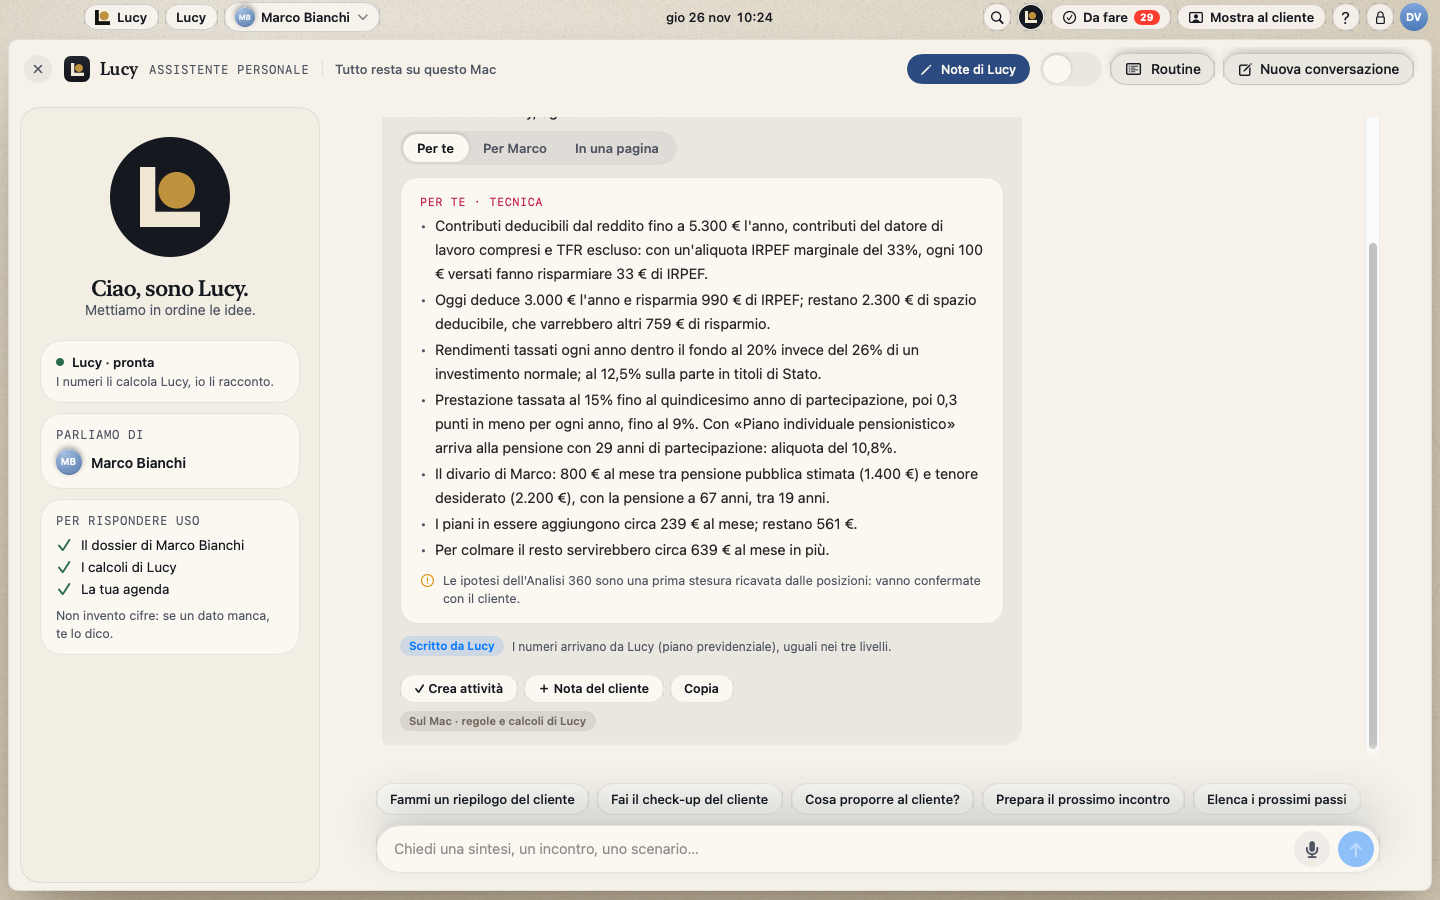 Lucy
Lucy
MB Marco Bianchi
gio 26 nov 10:24
Da fare 29
Mostra al cliente
?
DV
Lucy ASSISTENTE PERSONALE Tutto resta su questo Mac
Note di Lucy
Routine
Nuova conversazione
Ciao, sono Lucy.
Mettiamo in ordine le idee.
Lucy · pronta
I numeri li calcola Lucy, io li racconto.
PARLIAMO DI
MB Marco Bianchi
PER RISPONDERE USO
Il dossier di Marco Bianchi
I calcoli di Lucy
La tua agenda
Non invento cifre: se un dato manca,
te lo dico.
Per te Per Marco In una pagina
PER TE · TECNICA
• Contributi deducibili dal reddito fino a 5.300 € l'anno, contributi del datore di
lavoro compresi e TFR escluso: con un'aliquota IRPEF marginale del 33%, ogni 100
€ versati fanno risparmiare 33 € di IRPEF.
• Oggi deduce 3.000 € l'anno e risparmia 990 € di IRPEF; restano 2.300 € di spazio
deducibile, che varrebbero altri 759 € di risparmio.
• Rendimenti tassati ogni anno dentro il fondo al 20% invece del 26% di un
investimento normale; al 12,5% sulla parte in titoli di Stato.
• Prestazione tassata al 15% fino al quindicesimo anno di partecipazione, poi 0,3
punti in meno per ogni anno, fino al 9%. Con «Piano individuale pensionistico»
arriva alla pensione con 29 anni di partecipazione: aliquota del 10,8%.
• Il divario di Marco: 800 € al mese tra pensione pubblica stimata (1.400 €) e tenore
desiderato (2.200 €), con la pensione a 67 anni, tra 19 anni.
• I piani in essere aggiungono circa 239 € al mese; restano 561 €.
• Per colmare il resto servirebbero circa 639 € al mese in più.
Le ipotesi dell'Analisi 360 sono una prima stesura ricavata dalle posizioni: vanno confermate
con il cliente.
Scritto da Lucy I numeri arrivano da Lucy (piano previdenziale), uguali nei tre livelli.
Crea attività
+ Nota del cliente
Copia
Sul Mac · regole e calcoli di Lucy
Fammi un riepilogo del cliente
Fai il check-up del cliente
Cosa proporre al cliente?
Prepara il prossimo incontro
Elenca i prossimi passi
Chiedi una sintesi, un incontro, uno scenario...